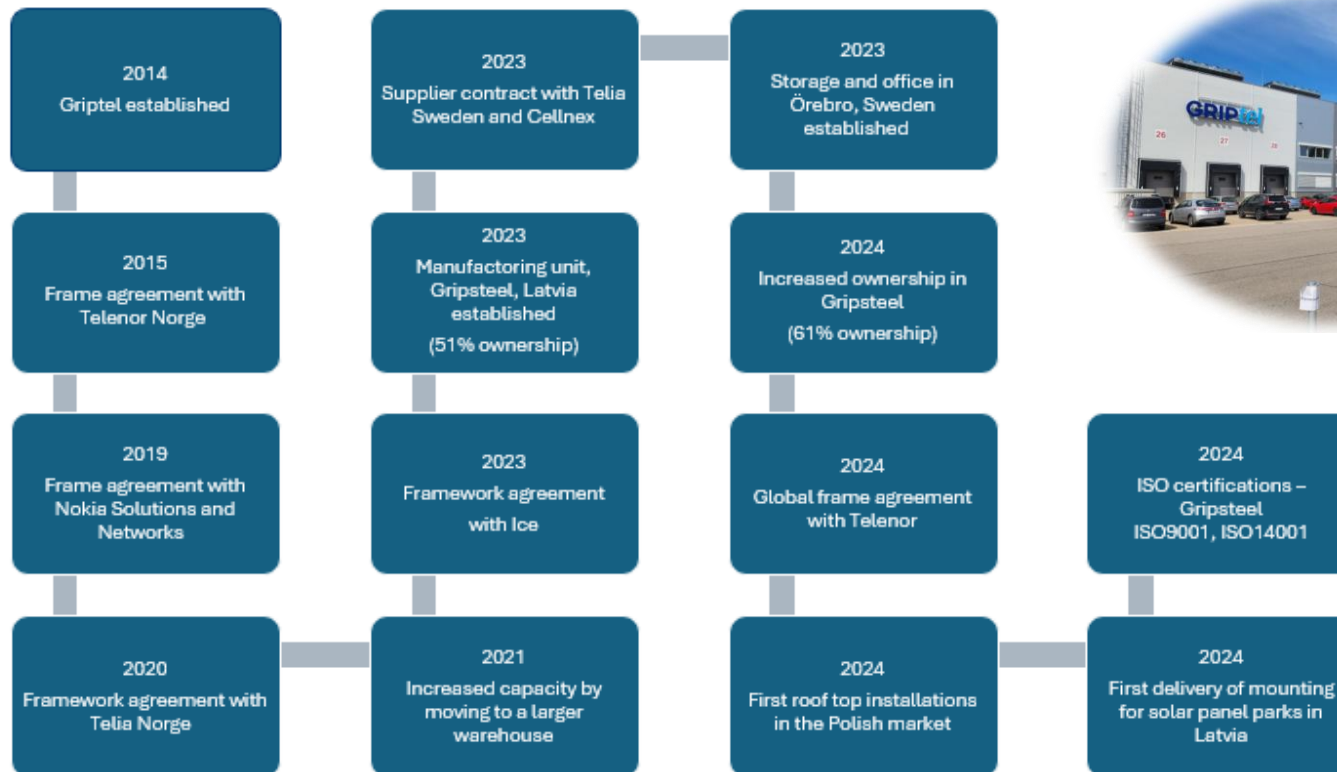 2014
Griptel established
2015
Frame agreement with
Telenor Norge
2019
Frame agreement with
Nokia Solutions and
Networks
2020
Framework agreement with
Telia Norge
2021
Increased capacity by
moving to a larger
warehouse
2023
Framework agreement
with Ice
2023
Manufactoring unit,
Gripsteel, Latvia
established
(51% ownership)
2023
Supplier contract with Telia
Sweden and Cellnex
2023
Storage and office in
Örebro, Sweden
established
2024
Increased ownership in
Gripsteel
(61% ownership)
2024
Global frame agreement
with Telenor
2024
First roof top installations
in the Polish market
2024
First delivery of mounting
for solar panel parks in
Latvia
2024
ISO certifications –
Gripsteel
ISO9001, ISO14001
GRIPtel
26
27
28